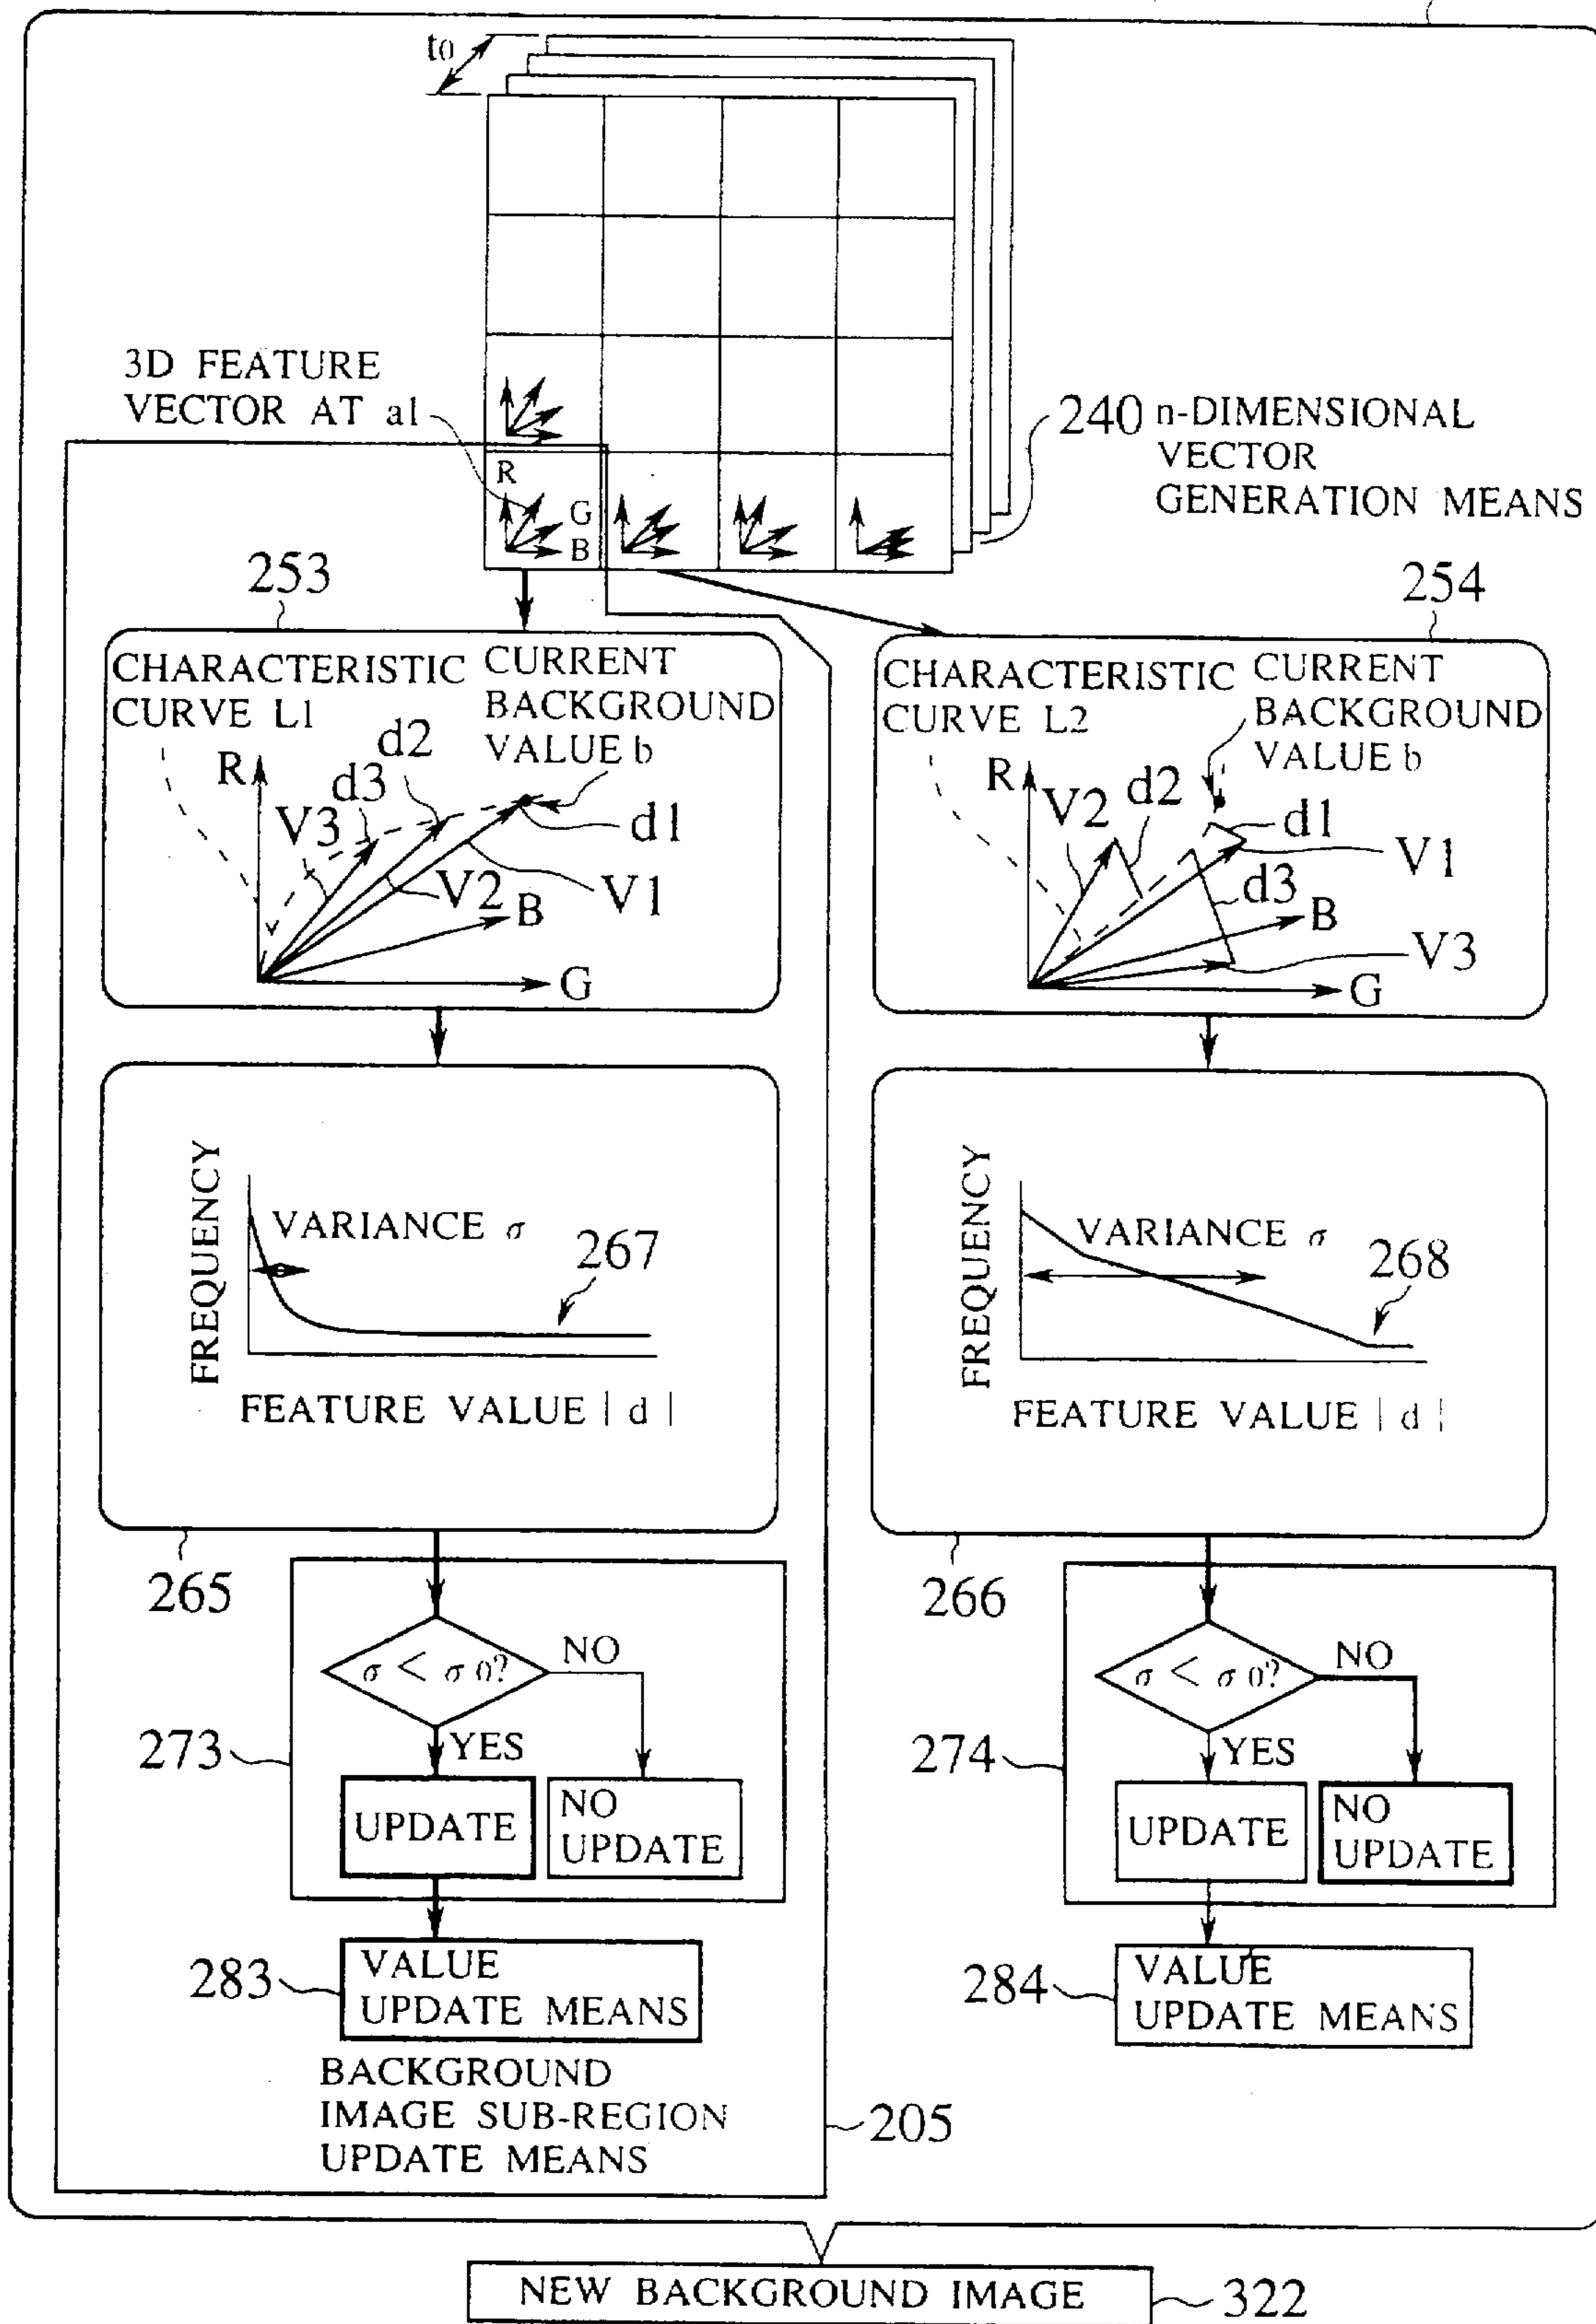 t0
3D FEATURE
VECTOR AT a1
240 n-DIMENSIONAL
VECTOR
GENERATION MEANS
R
G
B
253
254
CHARACTERISTIC
CURVE L1
CURRENT
BACKGROUND
VALUE b
R
V3
d3
d2
d1
V2
V1
B
G
CHARACTERISTIC
CURVE L2
CURRENT
BACKGROUND
VALUE b
R
V2
d2
d1
V1
d3
B
V3
G
FREQUENCY
VARIANCE σ
267
FEATURE VALUE | d |
265
FREQUENCY
VARIANCE σ
268
FEATURE VALUE | d |
266
σ < σ 0?
NO
YES
273
UPDATE
NO
UPDATE
σ < σ 0?
NO
YES
274
UPDATE
NO
UPDATE
283
VALUE
UPDATE MEANS
284
VALUE
UPDATE MEANS
BACKGROUND
IMAGE SUB-REGION
UPDATE MEANS
205
NEW BACKGROUND IMAGE
322